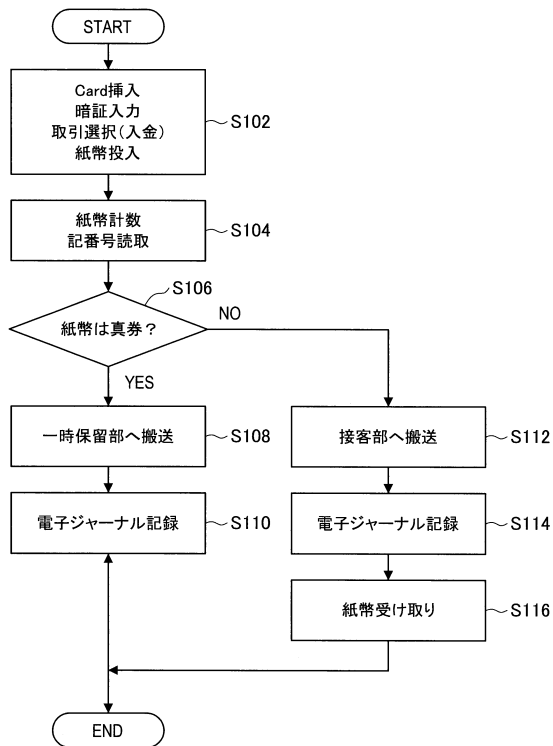 START
Card挿入
暗証入力
取引選択(入金)
紙幣投入
S102
紙幣計数
記番号読取
S104
S106
紙幣は真券？
NO
YES
一時保留部へ搬送
S108
接客部へ搬送
S112
電子ジャーナル記録
S110
電子ジャーナル記録
S114
紙幣受け取り
S116
END